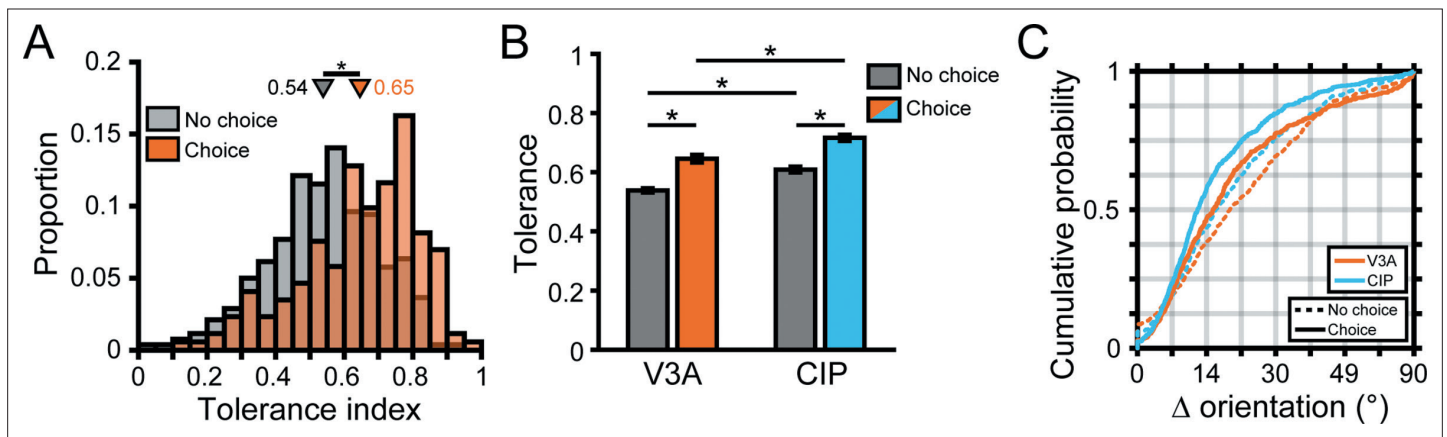 A
Proportion
0.2
0.15
0.1
0.05
0
*
0.54
0.65
No choice
Choice
0
0.2
0.4
0.6
0.8
1
Tolerance index
B
Tolerance
1
0.8
0.6
0.4
0.2
0
*
*
*
*
No choice
Choice
V3A
CIP
C
Cumulative probability
1
0.5
0
V3A
CIP
No choice
Choice
0
14
30
49
90
Δ orientation (°)